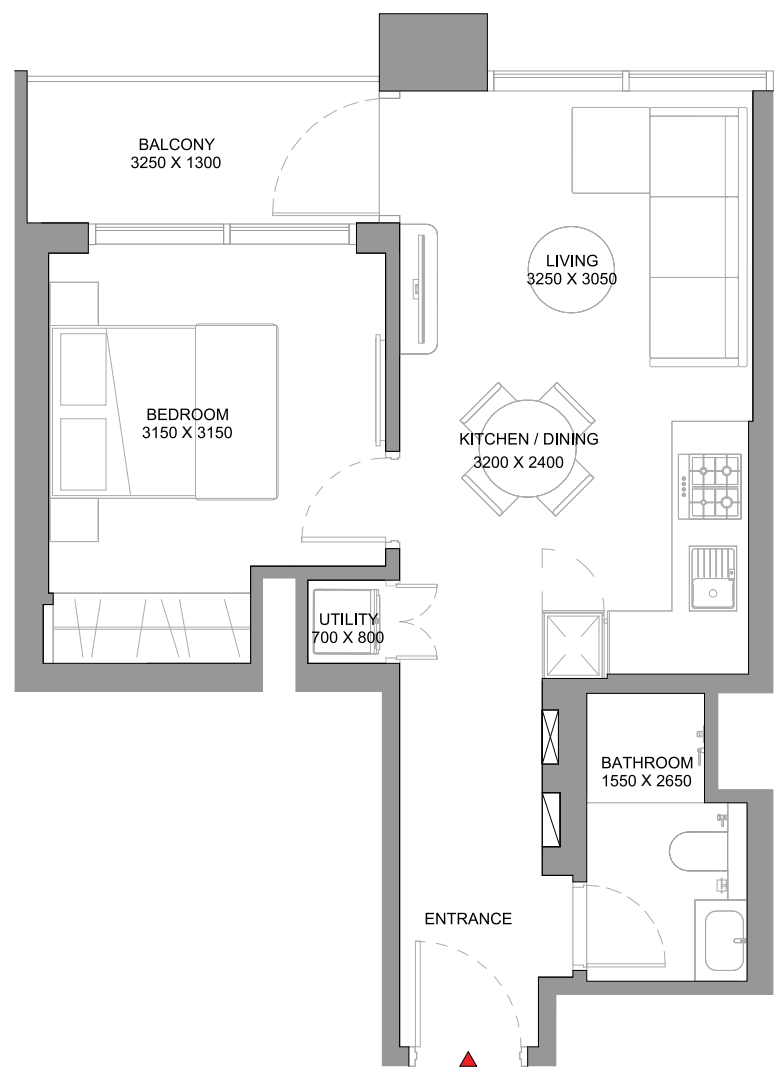 BALCONY
3250 X 1300
LIVING
3250 X 3050
BEDROOM
3150 X 3150
KITCHEN / DINING
3200 X 2400
UTILITY
700 X 800
BATHROOM
1550 X 2650
ENTRANCE